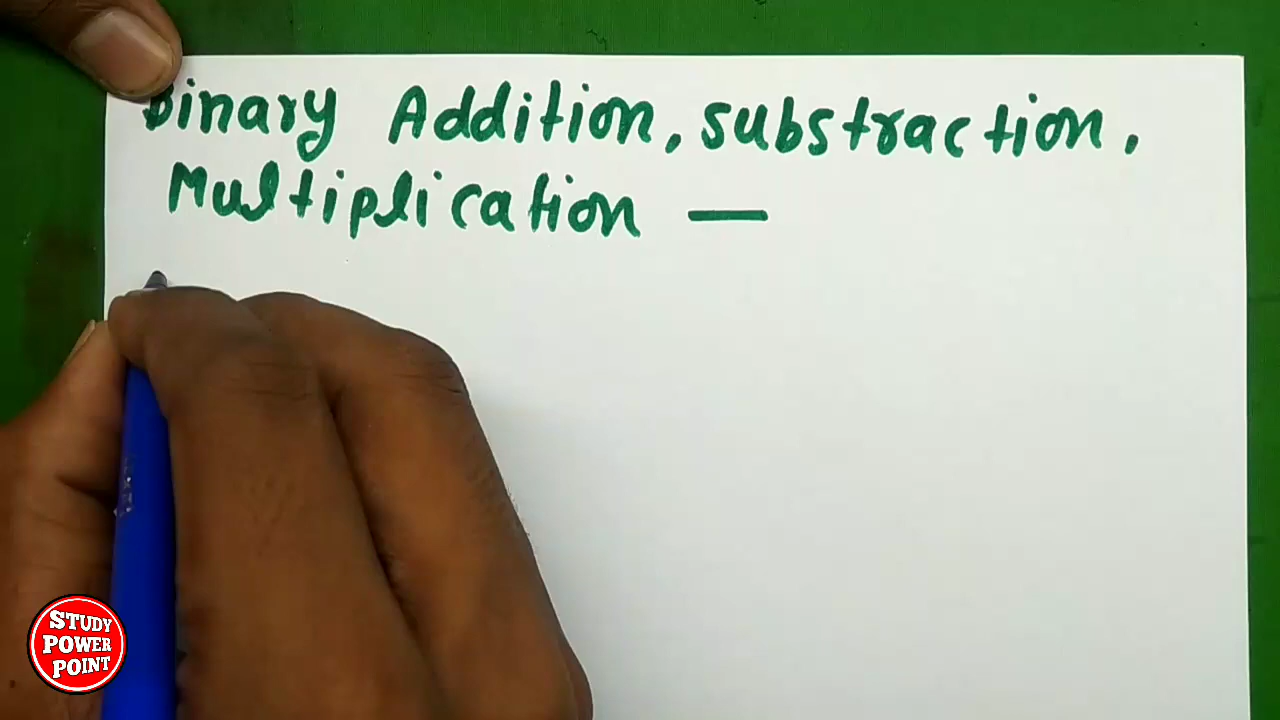 Binary Addition, substraction,
Multiplication —
STUDY
POWER
POINT